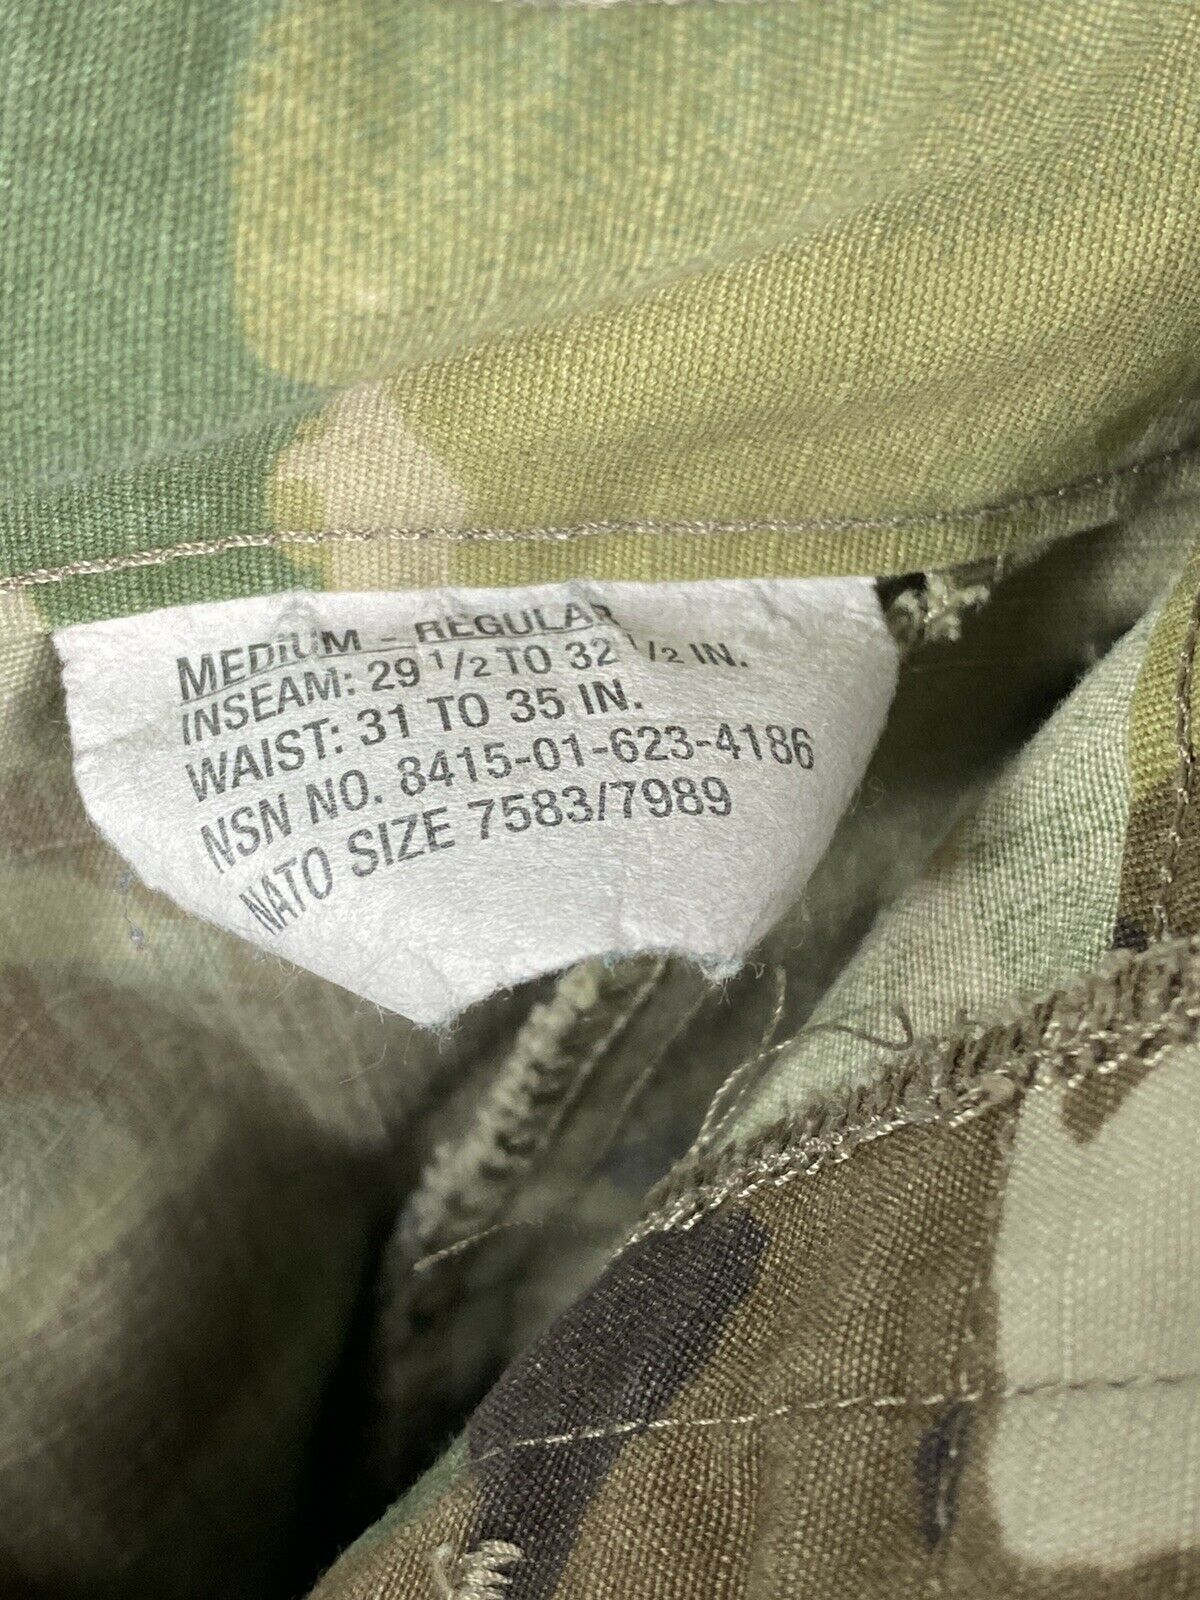 MEDIUM - REGULAR
INSEAM: 29 1/2 TO 32 1/2 IN.
WAIST: 31 TO 35 IN.
NSN NO. 8415-01-623-4186
NATO SIZE 7583/7989